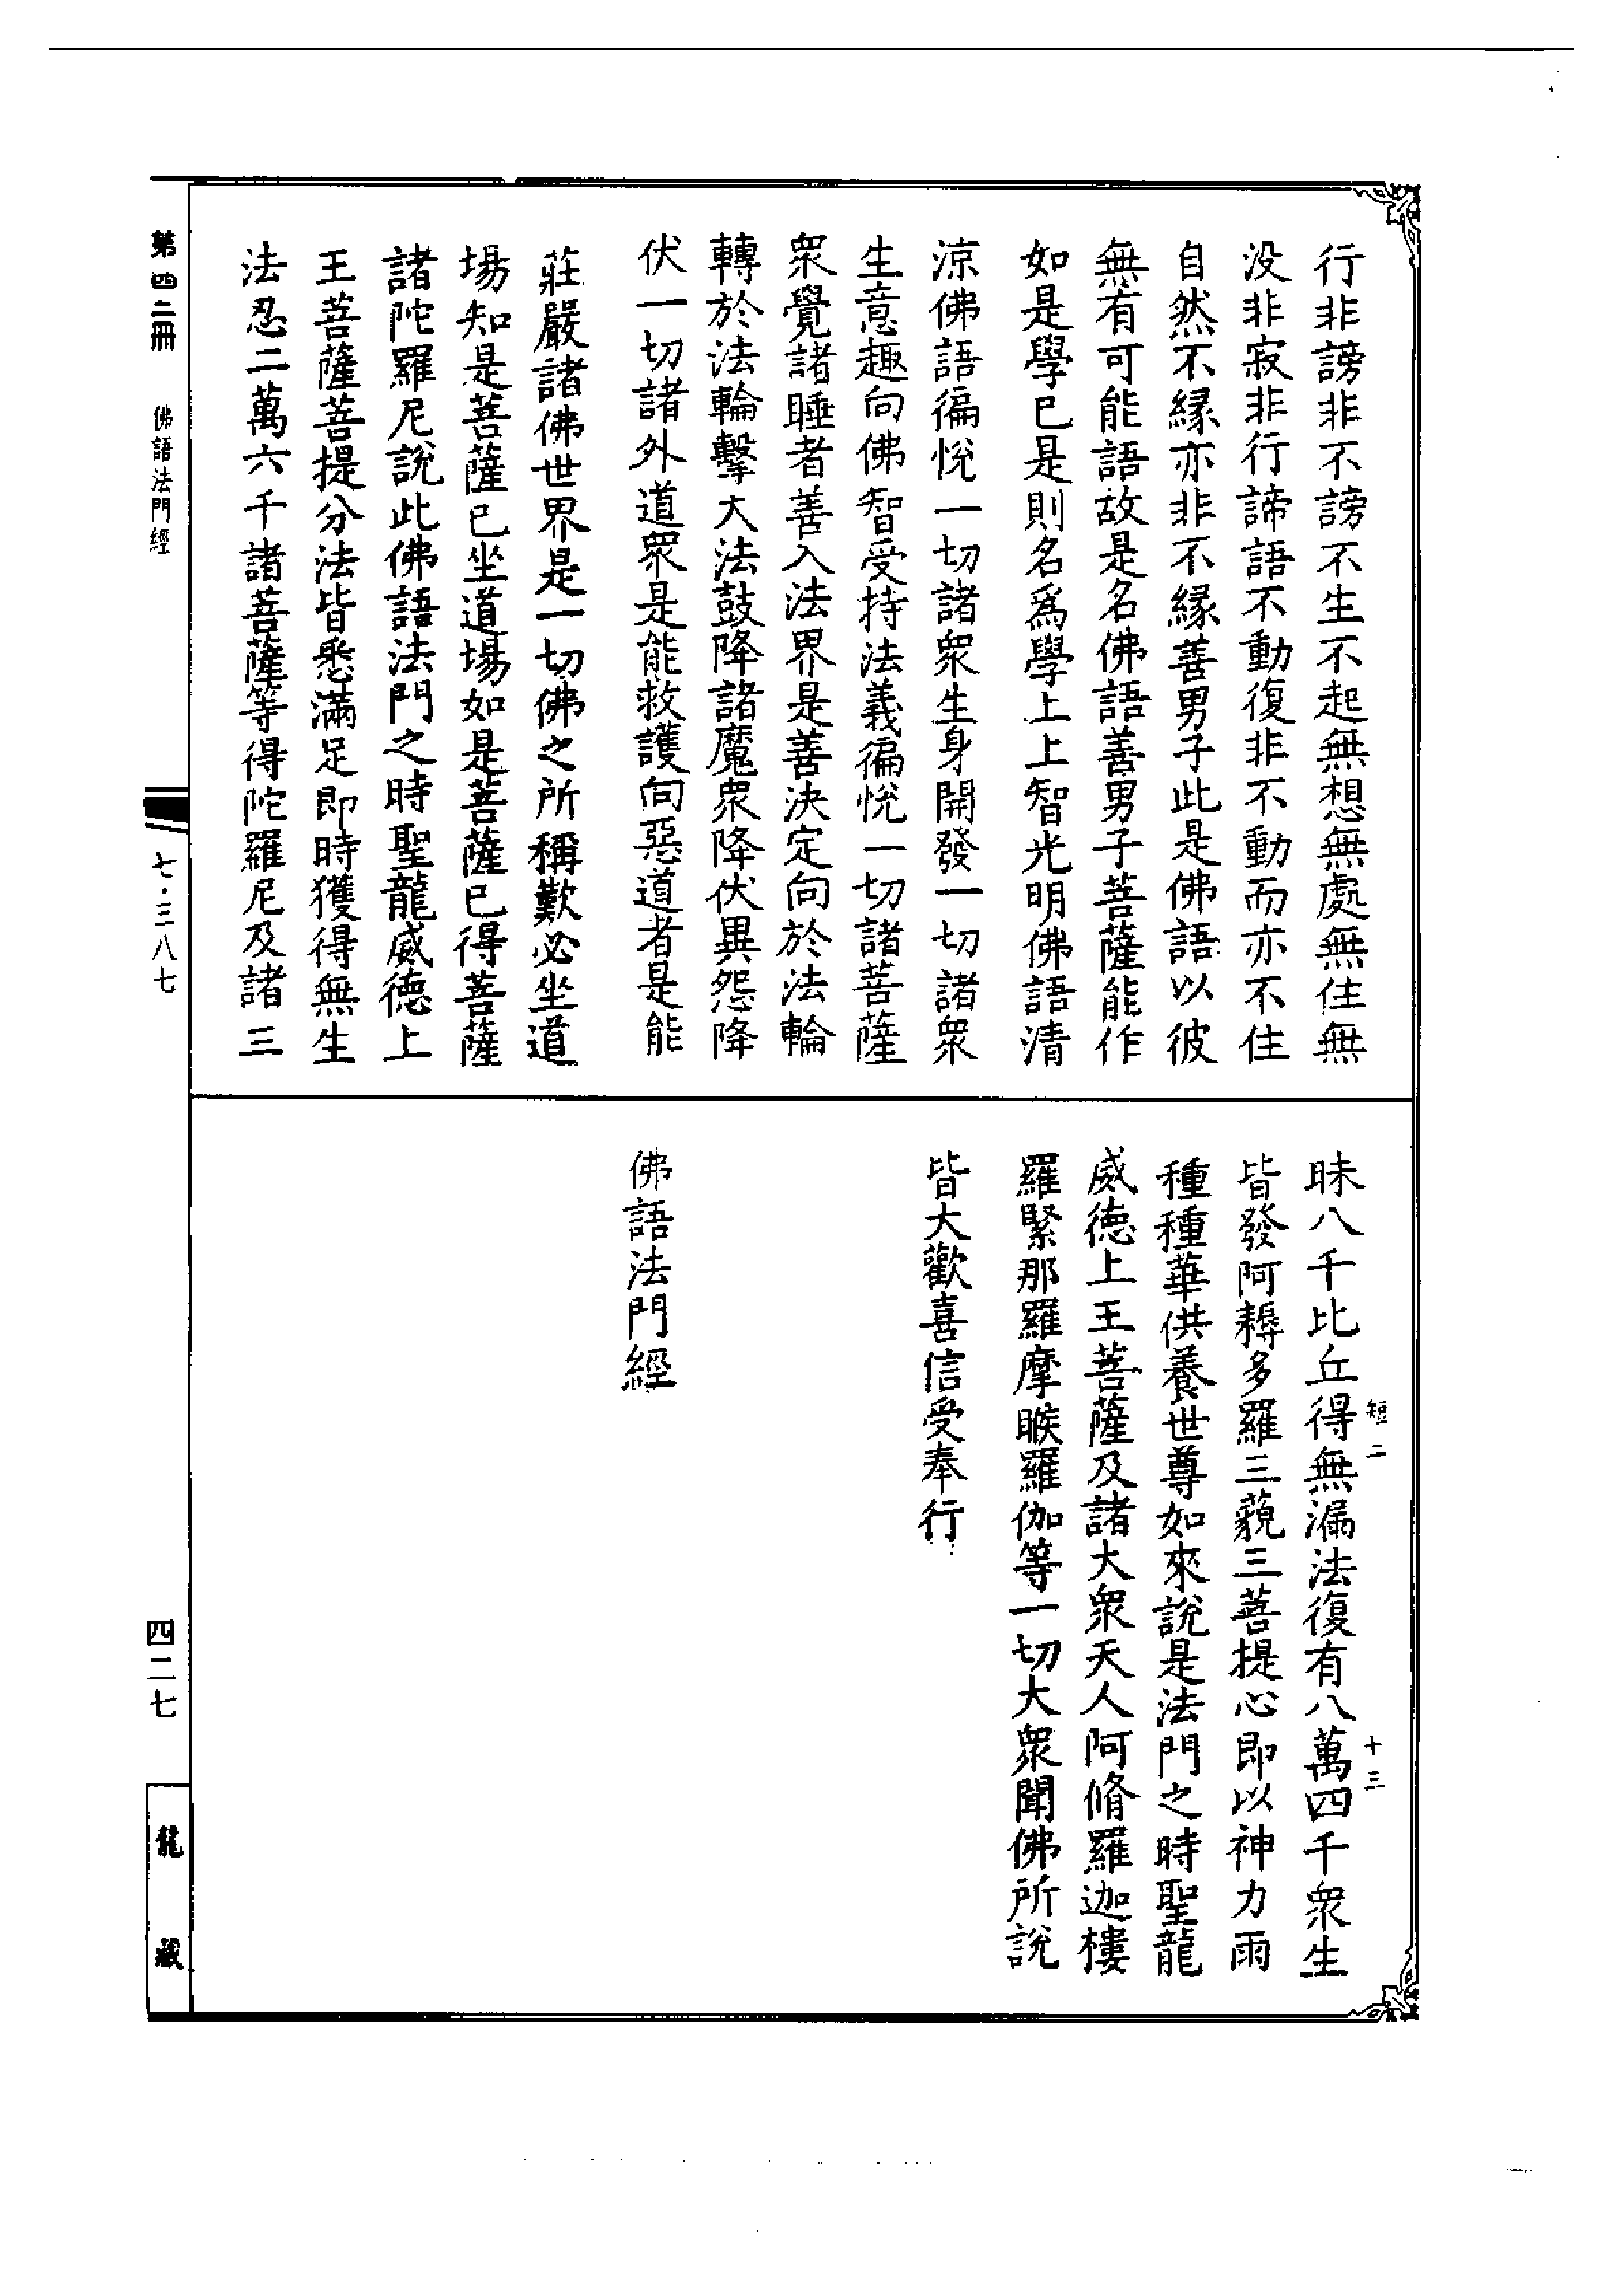 行非謗非不謗不生不起無想無處無住無
没非寂非行諦語不動復非不動而亦不住
自然不緣亦非不緣善男子此是佛語以彼
無有可能語故是名佛語善男子菩薩能作
如是學已是則名爲學上上智光明佛語清
涼佛語徧悅一切諸衆生身開發一切諸衆
生意趣向佛智受持法義徧悅一切諸菩薩
衆覺諸睡者善入法界是善決定向於法輪
轉於法輪擊大法鼓降諸魔衆降伏異怨降
伏一切諸外道衆是能救護向惡道者是能
莊嚴諸佛世界是一切佛之所稱歎必坐道
場知是菩薩已坐道場如是菩薩已得菩薩
諸陀羅尼說此佛語法門之時聖龍威德上
王菩薩菩提分法皆悉滿足即時獲得無生
法忍二萬六千諸菩薩等得陀羅尼及諸三
昧八千比丘得無漏法復有八萬四千衆生
皆發阿耨多羅三藐三菩提心即以神力雨
種種華供養世尊如來說是法門之時聖龍
威德上王菩薩及諸大衆天人阿脩羅迦樓
羅緊那羅摩睺羅伽等一切大衆聞佛所說
皆大歡喜信受奉行
佛語法門經
短二
十三
第四二冊
佛語法門經
七·三八七
四二七
龍藏